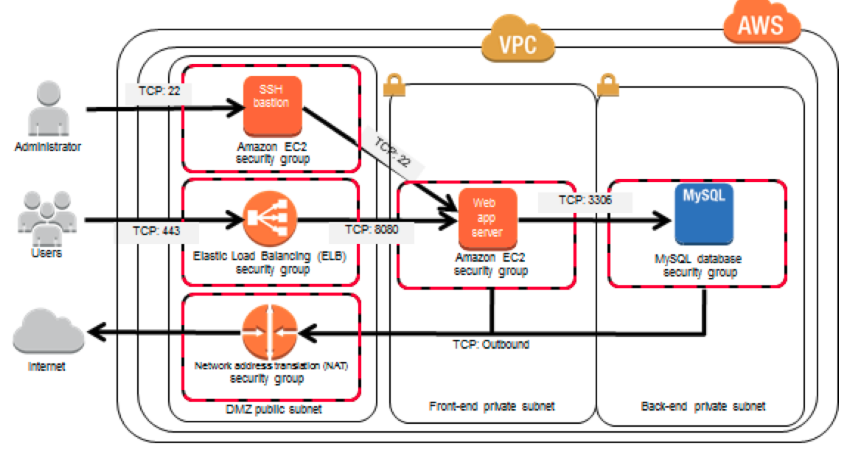 AWS
VPC
SSH
bastion
TCP: 22
Administrator
Amazon EC2
security group
TCP: 22
Web
app
server
MySQL
TCP: 3306
TCP: 443
TCP: 8080
Users
Elastic Load Balancing (ELB)
security group
Amazon EC2
security group
MySQL database
security group
TCP: Outbound
Internet
Network address translation (NAT)
security group
DMZ public subnet
Front-end private subnet
Back-end private subnet